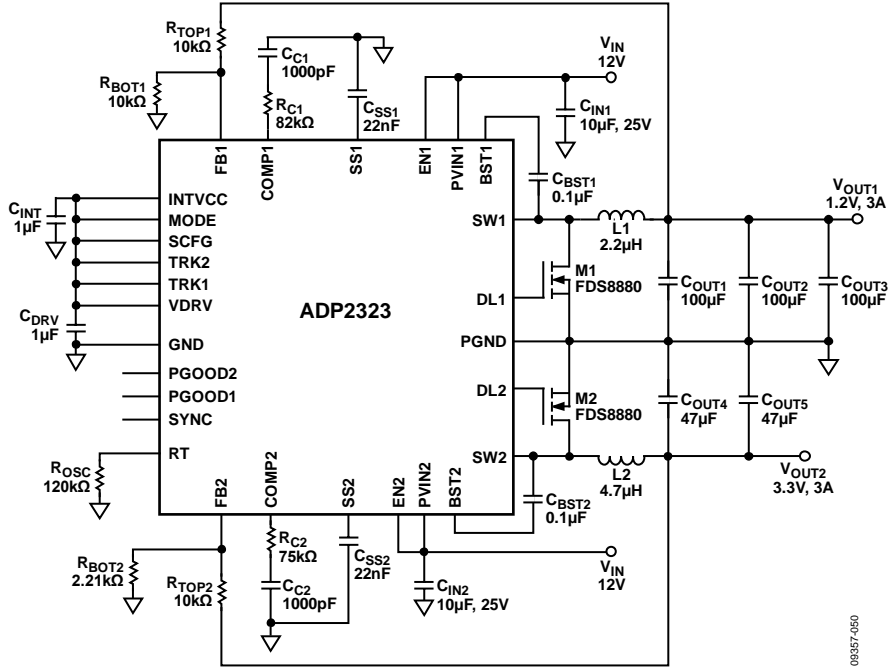 RTOP1
10kΩ
CC1
1000pF
RBOT1
10kΩ
RC1
82kΩ
CSS1
22nF
VIN
12V
CIN1
10µF, 25V
FB1
COMP1
SS1
EN1
PVIN1
BST1
CBST1
0.1µF
CINT
1µF
INTVCC
MODE
SCFG
TRK2
TRK1
VDRV
CDRV
1µF
GND
PGOOD2
PGOOD1
SYNC
RT
ROSC
120kΩ
ADP2323
SW1
DL1
PGND
DL2
SW2
L1
2.2µH
VOUT1
1.2V, 3A
M1
FDS8880
COUT1
100µF
COUT2
100µF
COUT3
100µF
M2
FDS8880
COUT4
47µF
COUT5
47µF
L2
4.7µH
VOUT2
3.3V, 3A
FB2
COMP2
SS2
EN2
PVIN2
BST2
CBST2
0.1µF
RBOT2
2.21kΩ
RTOP2
10kΩ
RC2
75kΩ
CC2
1000pF
CSS2
22nF
CIN2
10µF, 25V
VIN
12V
09357-050